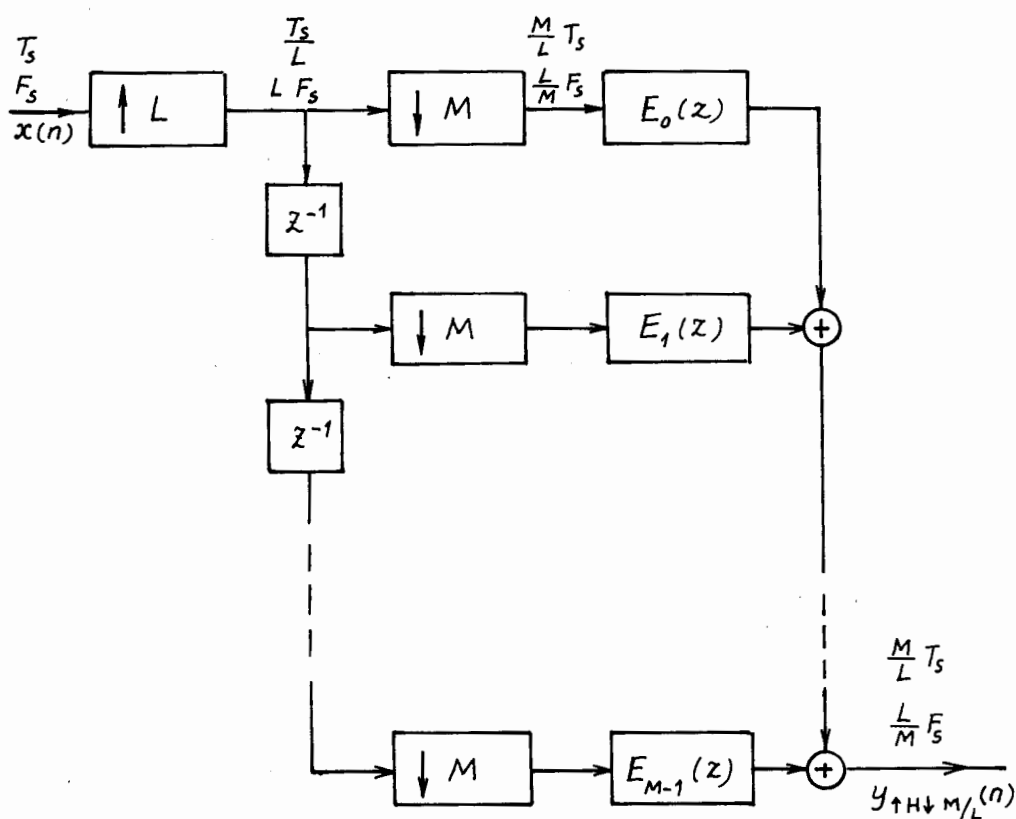 T_s
F_s
x(n)
↑ L
T_s/L
L F_s
↓ M
M/L T_s
L/M F_s
E_0(z)
z^-1
↓ M
E_1(z)
+
z^-1
M/L T_s
L/M F_s
↓ M
E_{M-1}(z)
+
y_{↑H↓ M/L}(n)